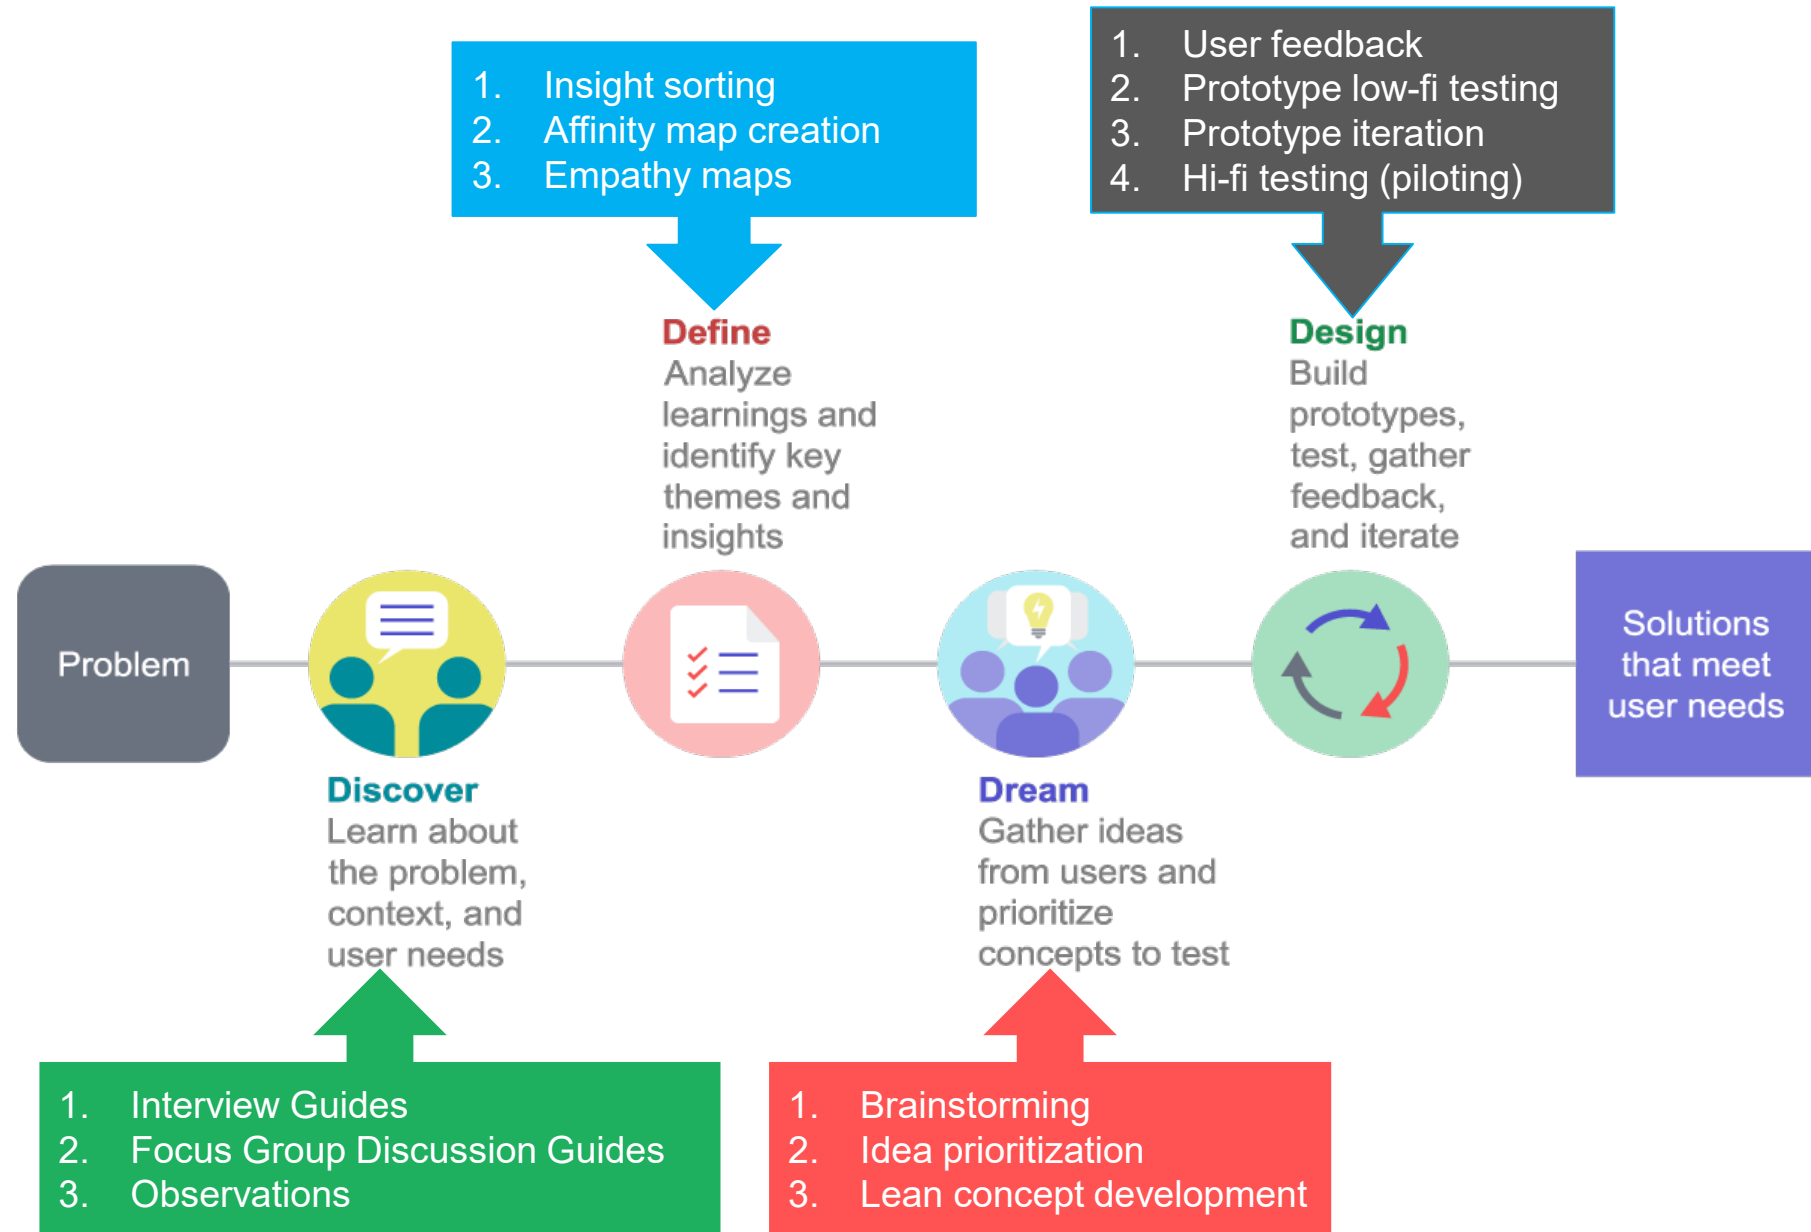 1. Insight sorting
2. Affinity map creation
3. Empathy maps
1. User feedback
2. Prototype low-fi testing
3. Prototype iteration
4. Hi-fi testing (piloting)
Define
Analyze
learnings and
identify key
themes and
insights
Design
Build
prototypes,
test, gather
feedback,
and iterate
Problem
Solutions
that meet
user needs
Discover
Learn about
the problem,
context, and
user needs
Dream
Gather ideas
from users and
prioritize
concepts to test
1. Interview Guides
2. Focus Group Discussion Guides
3. Observations
1. Brainstorming
2. Idea prioritization
3. Lean concept development